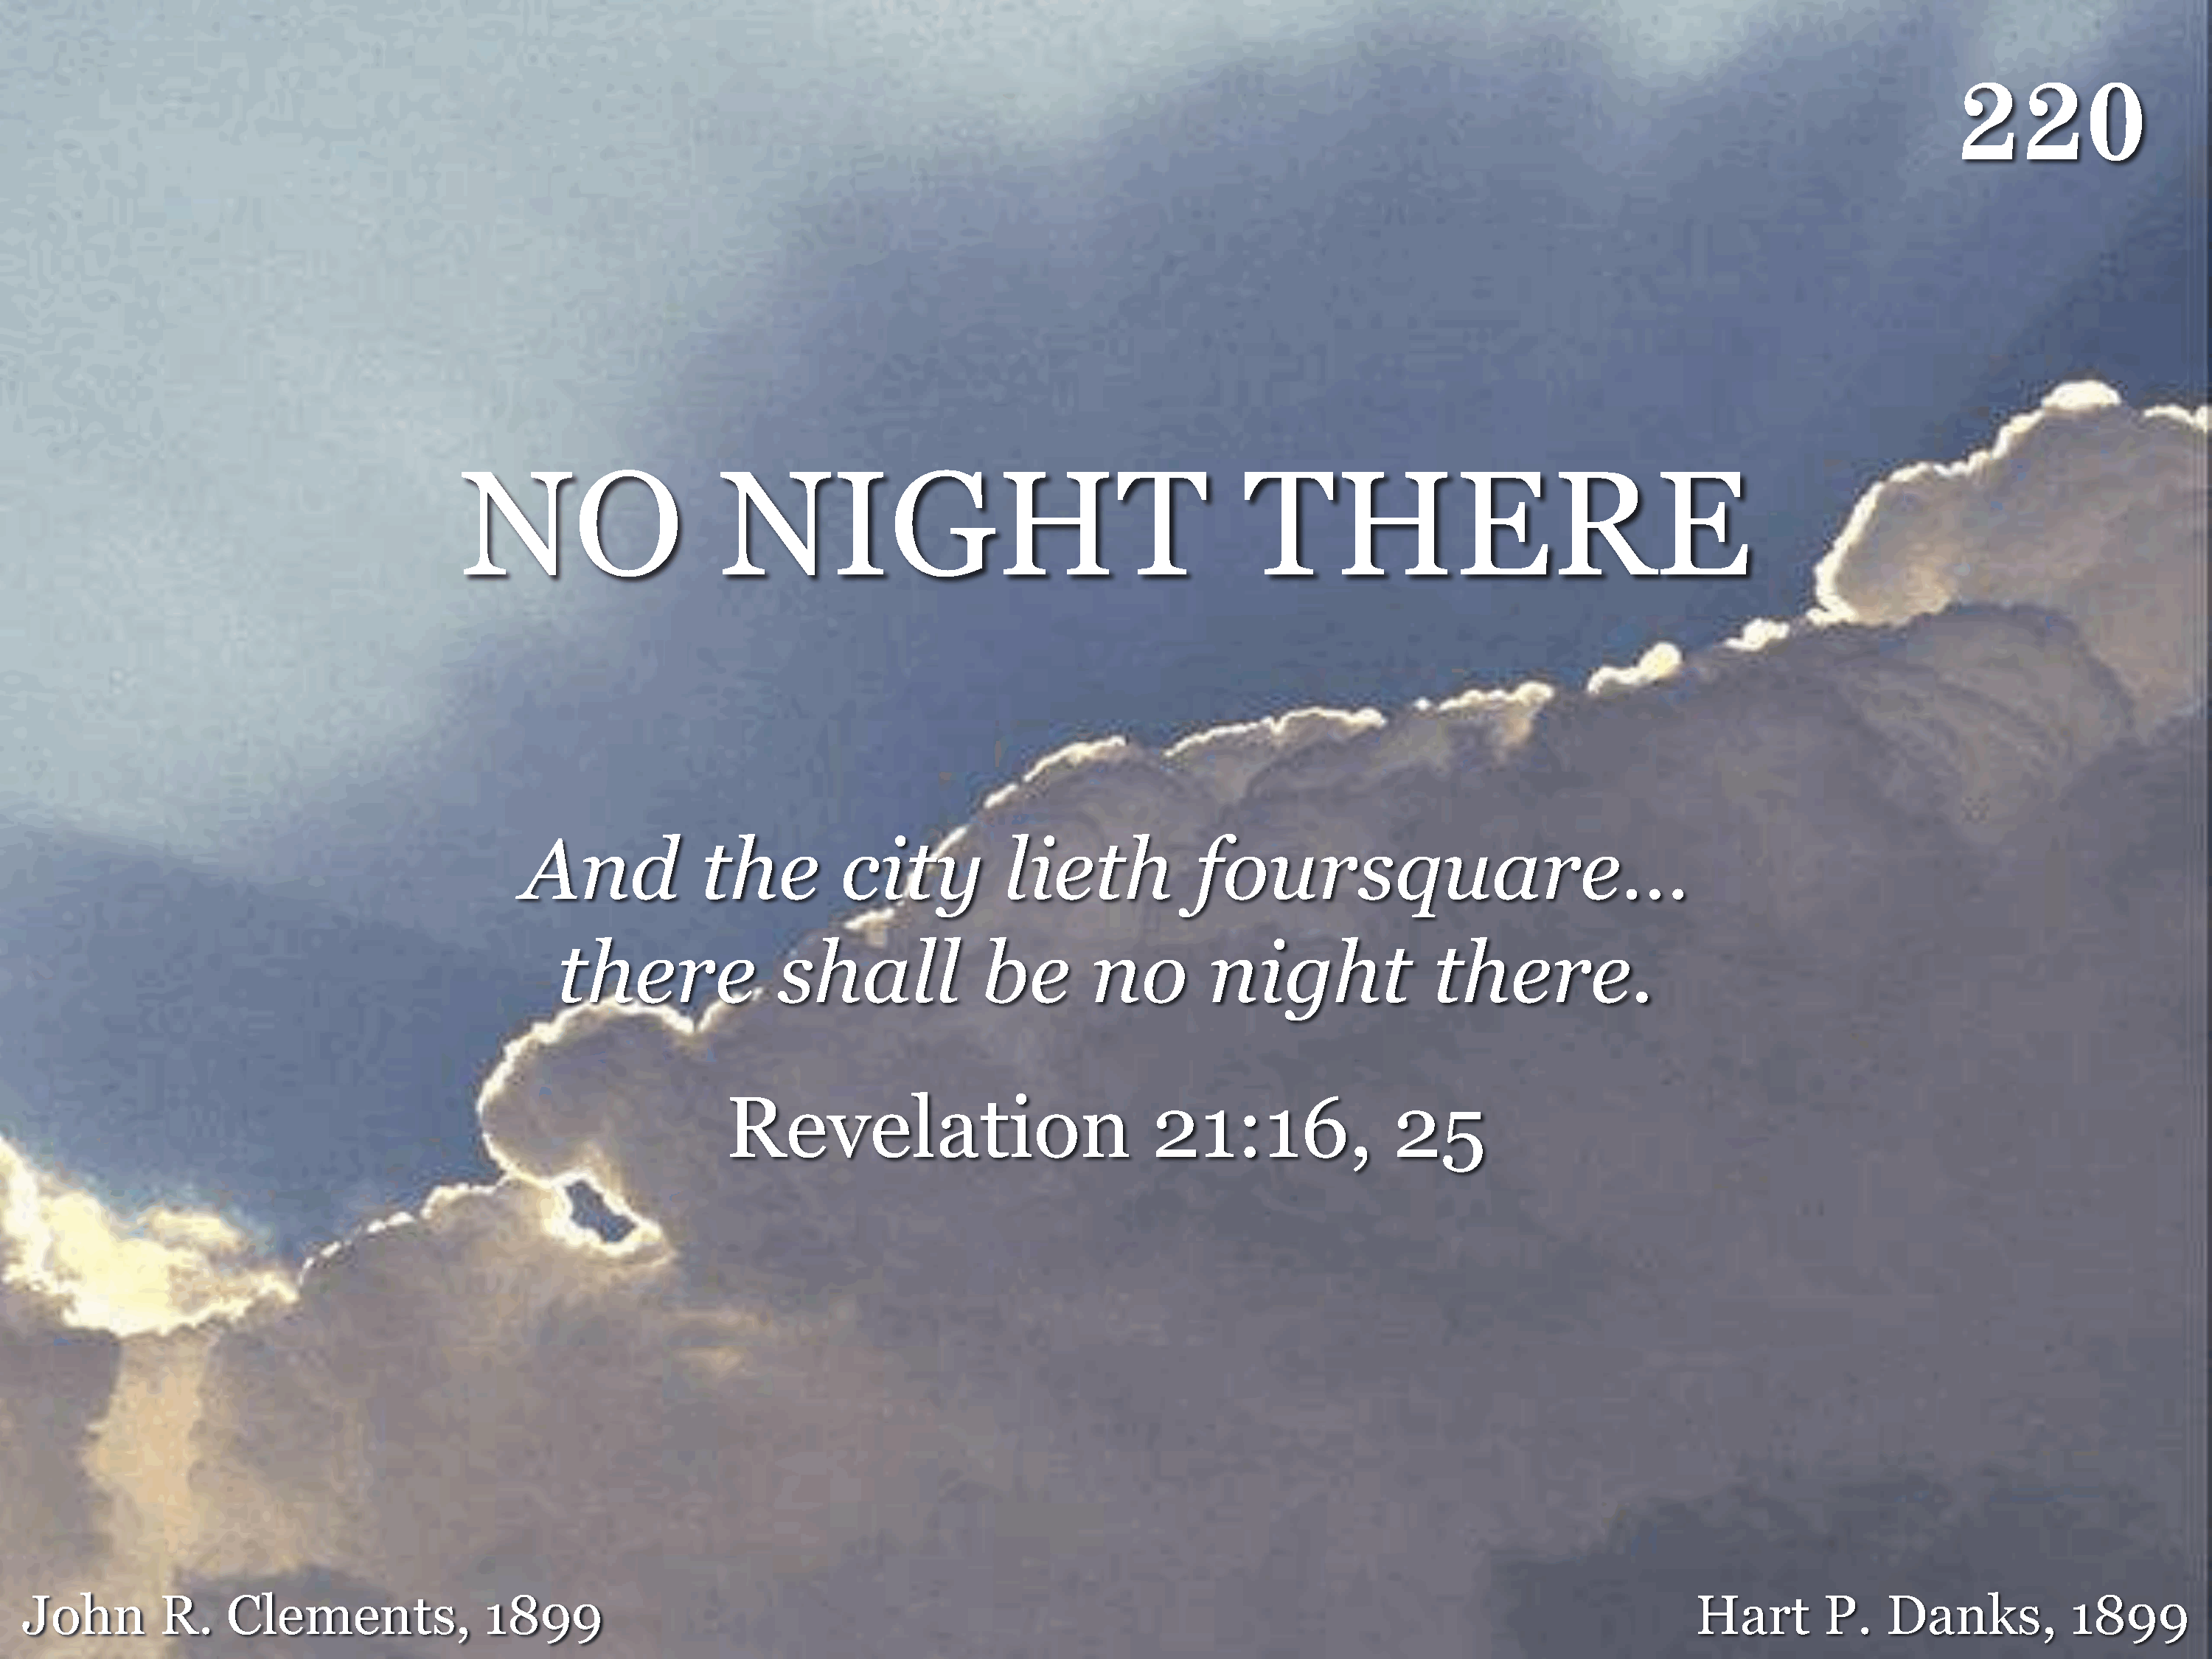 220
NO NIGHT THERE
And the city lieth foursquare…
there shall be no night there.
Revelation 21:16, 25
John R. Clements, 1899
Hart P. Danks, 1899